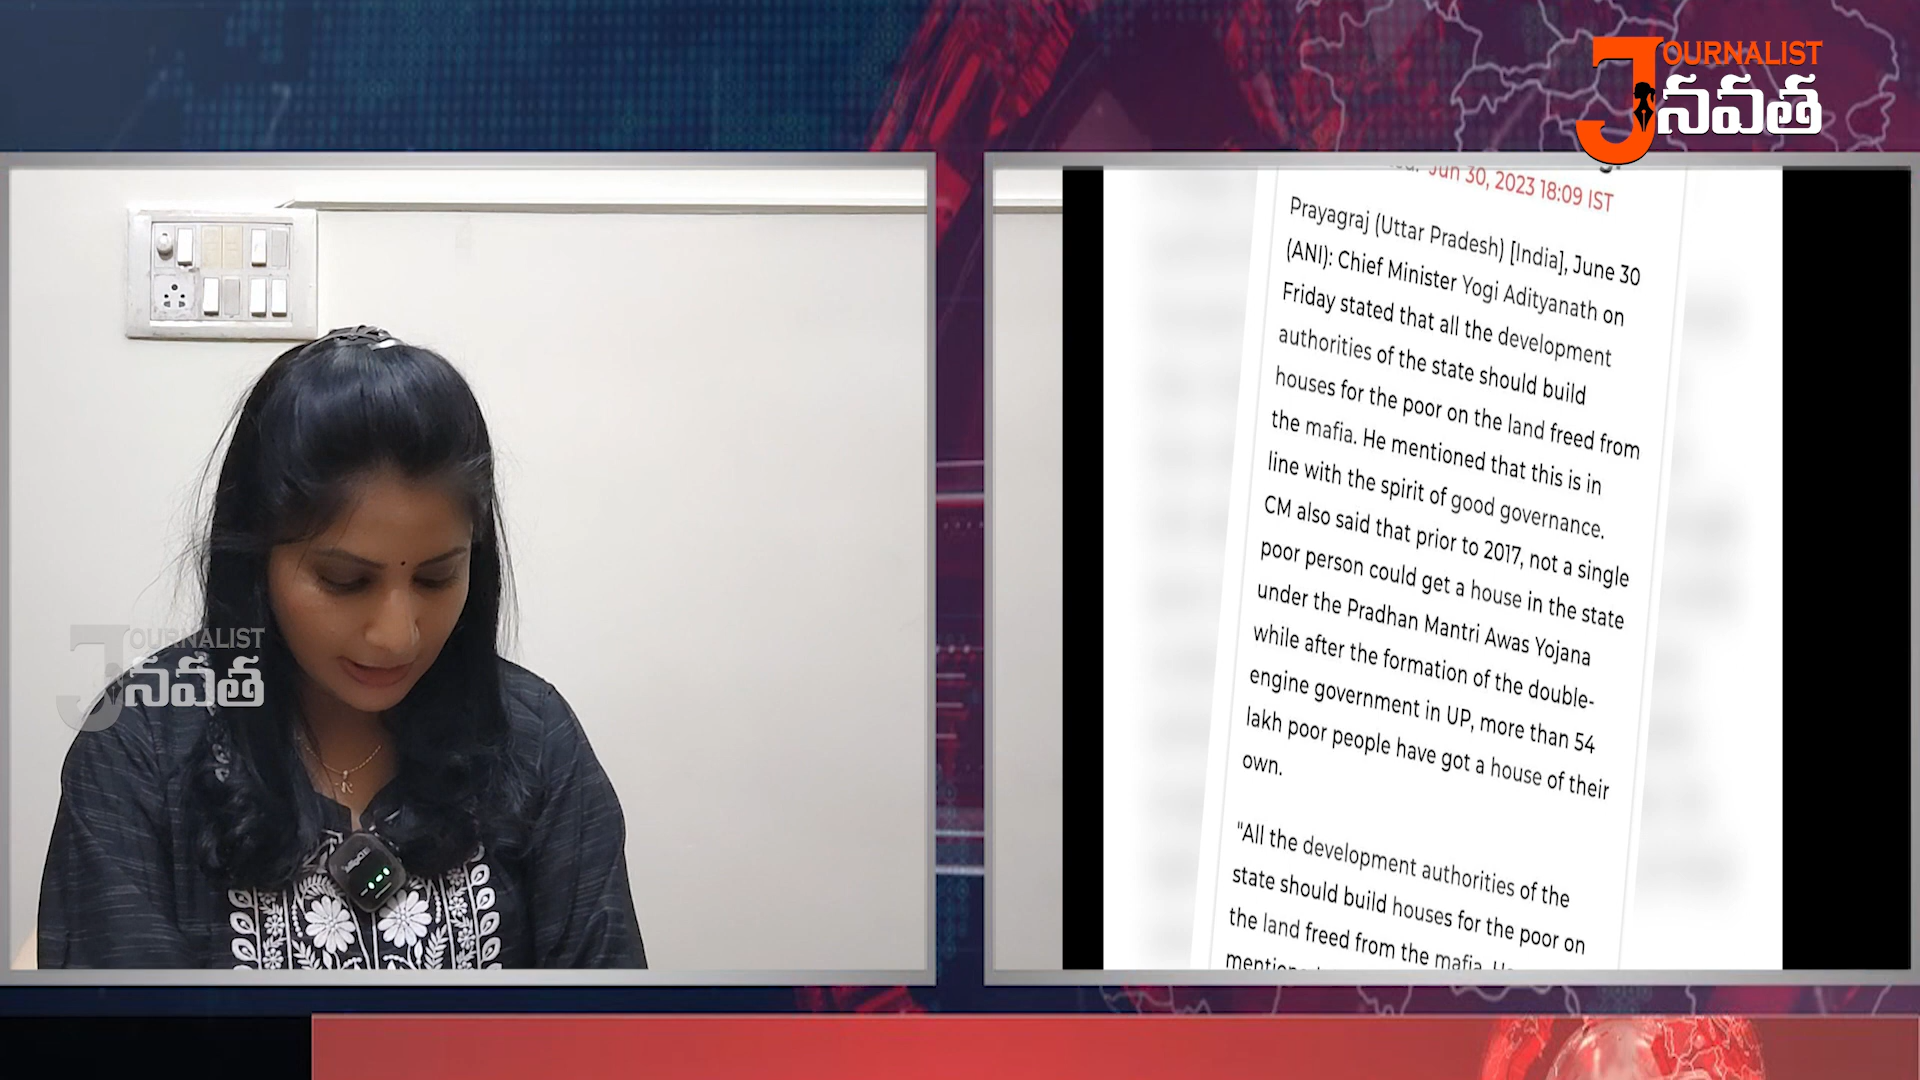 JOURNALIST
నవత
Jun 30, 2023 18:09 IST
Prayagraj (Uttar Pradesh) [India], June 30
(ANI): Chief Minister Yogi Adityanath on
Friday stated that all the development
authorities of the state should build
houses for the poor on the land freed from
the mafia. He mentioned that this is in
line with the spirit of good governance.
CM also said that prior to 2017, not a single
poor person could get a house in the state
under the Pradhan Mantri Awas Yojana
while after the formation of the double-
engine government in UP, more than 54
lakh poor people have got a house of their
own.
"All the development authorities of the
state should build houses for the poor on
the land freed from the mafia.
JOURNALIST
నవత